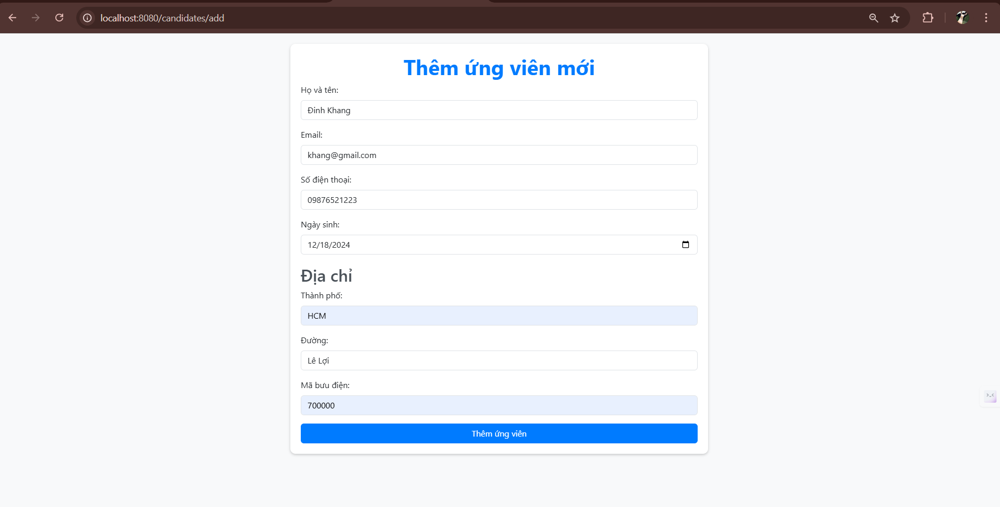 localhost:8080/candidates/add
Thêm ứng viên mới
Họ và tên:
Đinh Khang
Email:
khang@gmail.com
Số điện thoại:
09876521223
Ngày sinh:
12/18/2024
Địa chỉ
Thành phố:
HCM
Đường:
Lê Lợi
Mã bưu điện:
700000
Thêm ứng viên